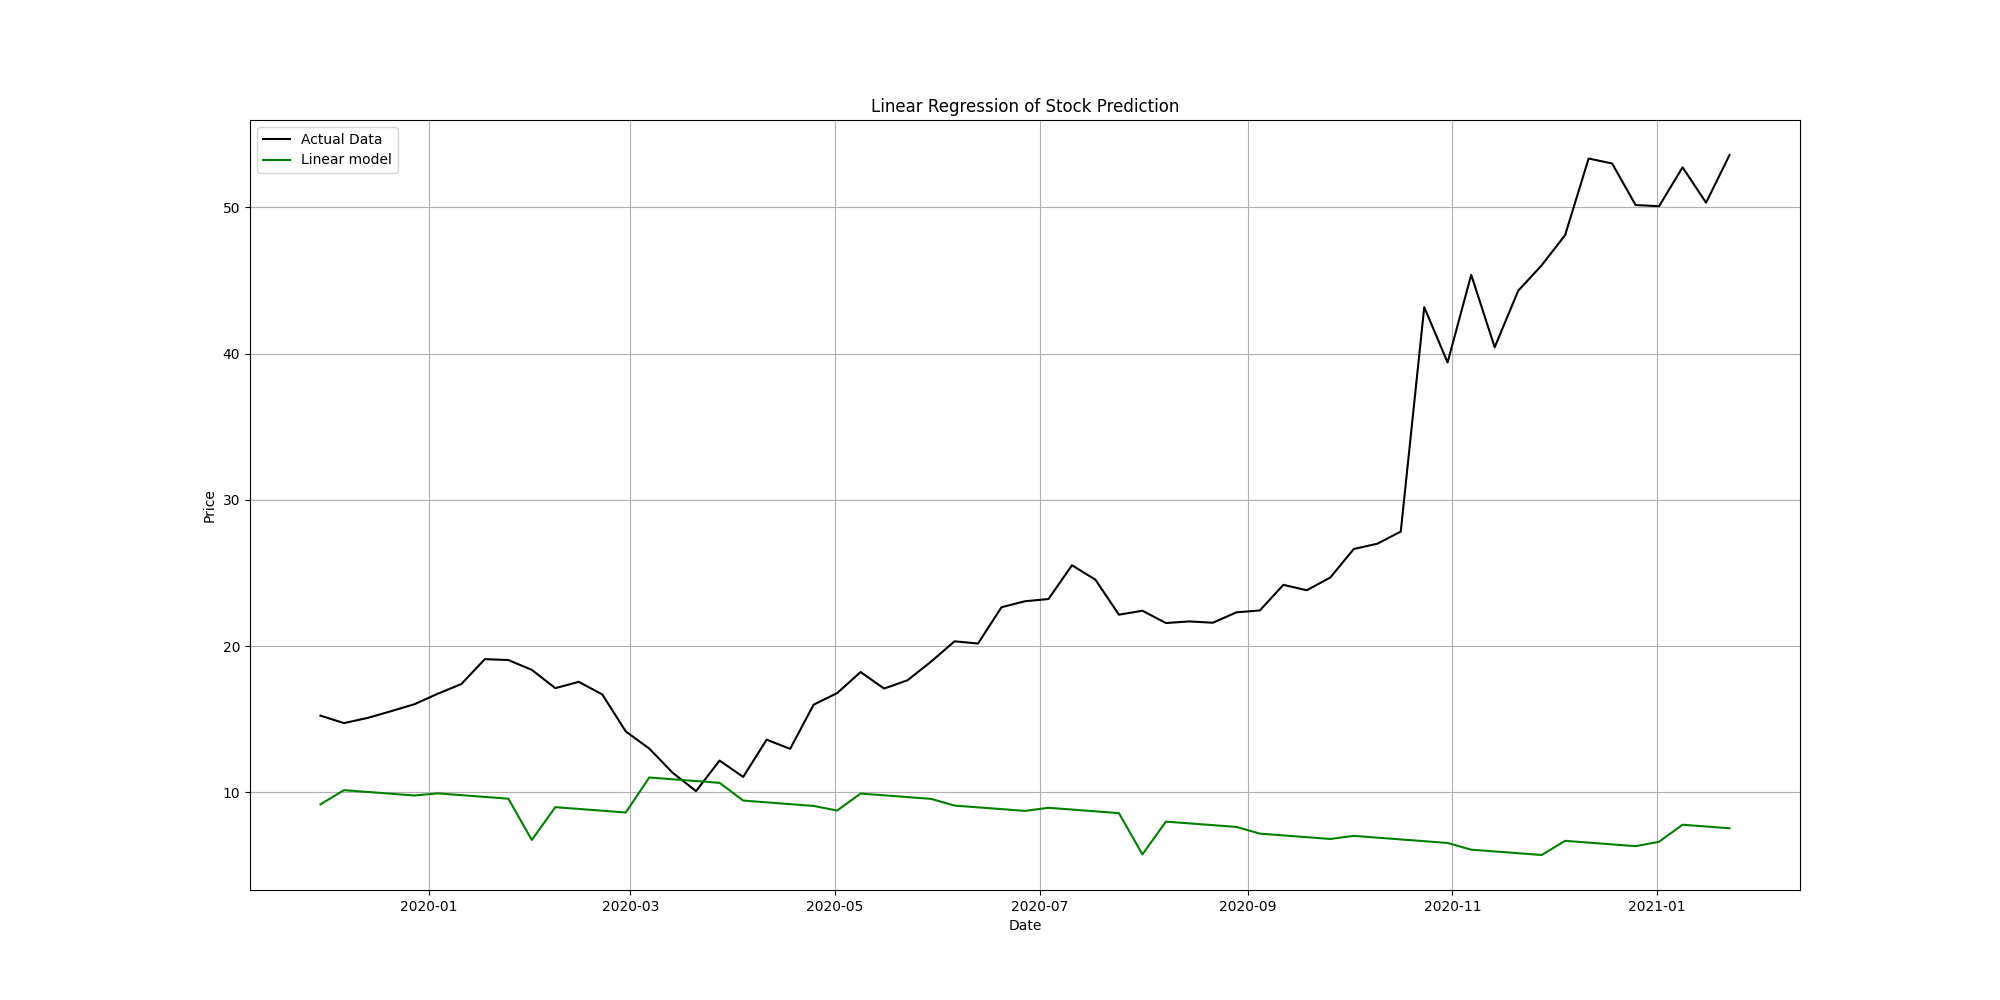 Linear Regression of Stock Prediction
Actual Data
Linear model
50
40
30
20
10
Price
2020-01 2020-03 2020-05 2020-07 2020-09 2020-11 2021-01
Date